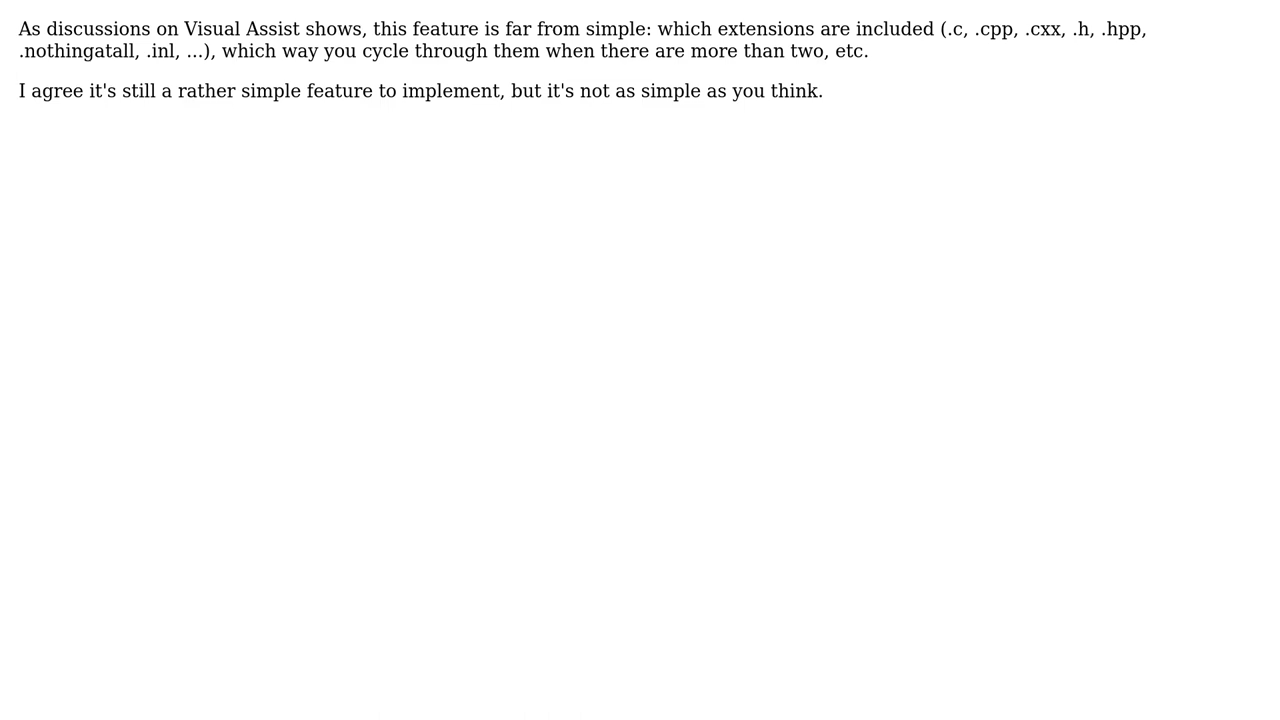 As discussions on Visual Assist shows, this feature is far from simple: which extensions are included (.c, .cpp, .cxx, .h, .hpp,
.nothingatall, .inl, ...), which way you cycle through them when there are more than two, etc.
I agree it's still a rather simple feature to implement, but it's not as simple as you think.